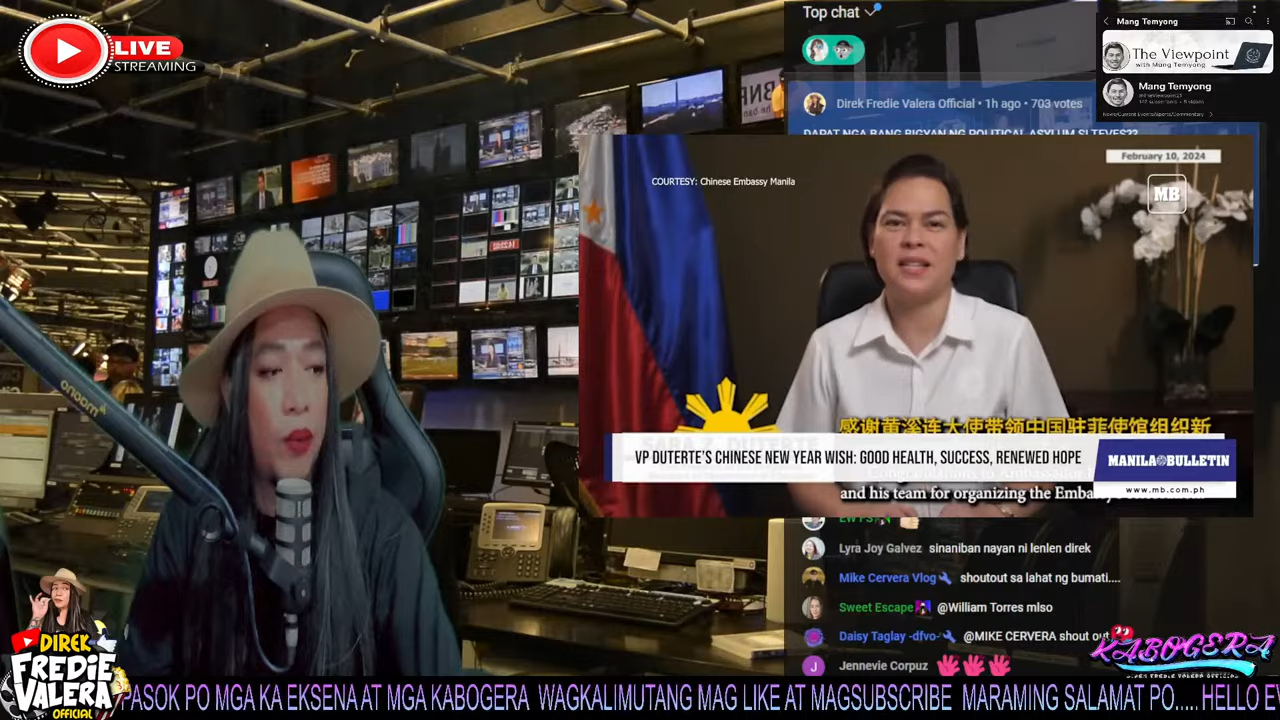 LIVE
STREAMING
Top chat
Mang Temyong
The Viewpoint
with Mang Temyong
Mang Temyong
Direk Fredie Valera Official • 1h ago • 703 votes
DAPAT NGA BANG BIGYAN NG POLITICAL ASYLUM SI TEVES??
February 10, 2024
COURTESY: Chinese Embassy Manila
MB
感谢黄溪连大使带领中国驻菲使馆组织新
SARA Z. DUTERTE
VP DUTERTE'S CHINESE NEW YEAR WISH: GOOD HEALTH, SUCCESS, RENEWED HOPE
MANILA BULLETIN
www.mb.com.ph
and his team for organizing the Embassy's
maono
Lyra Joy Galvez sinaniban nayan ni lenlen direk
Mike Cervera Vlog shoutout sa lahat ng bumati....
Sweet Escape @William Torres mlso
Daisy Taglay -dfvo- @MIKE CERVERA shout out
Jennevie Corpuz
KABOGERA
DIREK
FREDIE
VALERA
OFFICIAL
PASOK PO MGA KA EKSENA AT MGA KABOGERA WAGKALIMUTANG MAG LIKE AT MAGSUBSCRIBE MARAMING SALAMAT PO.... HELLO